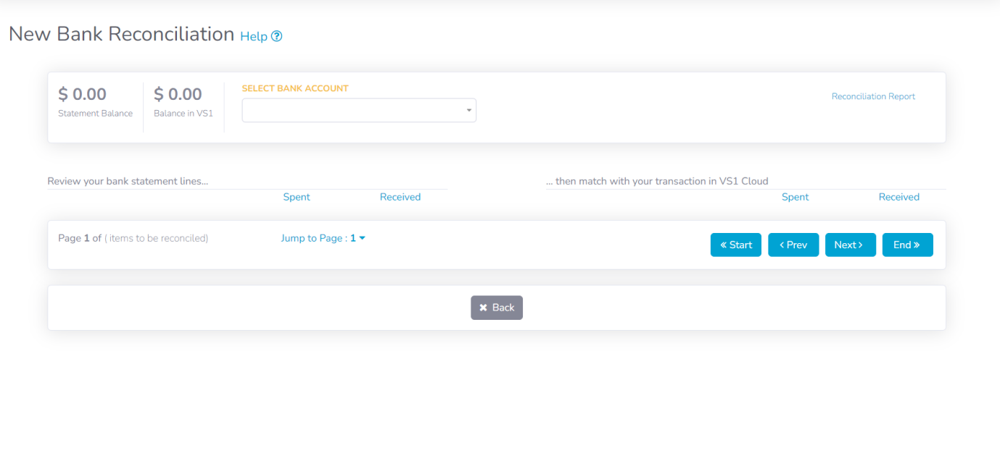 New Bank Reconciliation Help
$ 0.00
Statement Balance
$ 0.00
Balance in VS1
SELECT BANK ACCOUNT
Reconciliation Report
Review your bank statement lines...
Spent Received
... then match with your transaction in VS1 Cloud
Spent Received
Page 1 of ( items to be reconciled)
Jump to Page : 1
Start
Prev
Next
End
Back